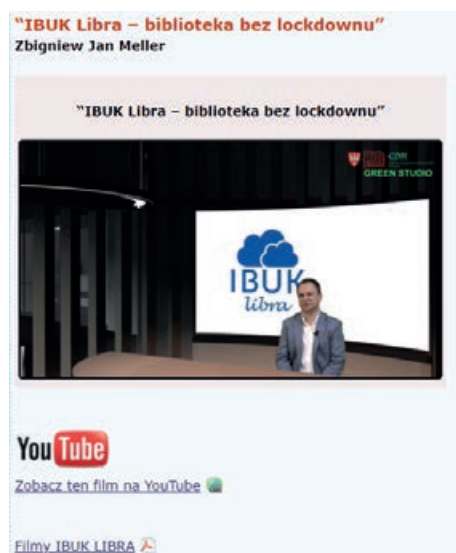 "IBUK Libra – biblioteka bez lockdownu"
Zbigniew Jan Meller
"IBUK Libra – biblioteka bez lockdownu"
CDN
GREEN STUDIO
IBUK
libra
YouTube
Zobacz ten film na YouTube
Filmy IBUK LIBRA